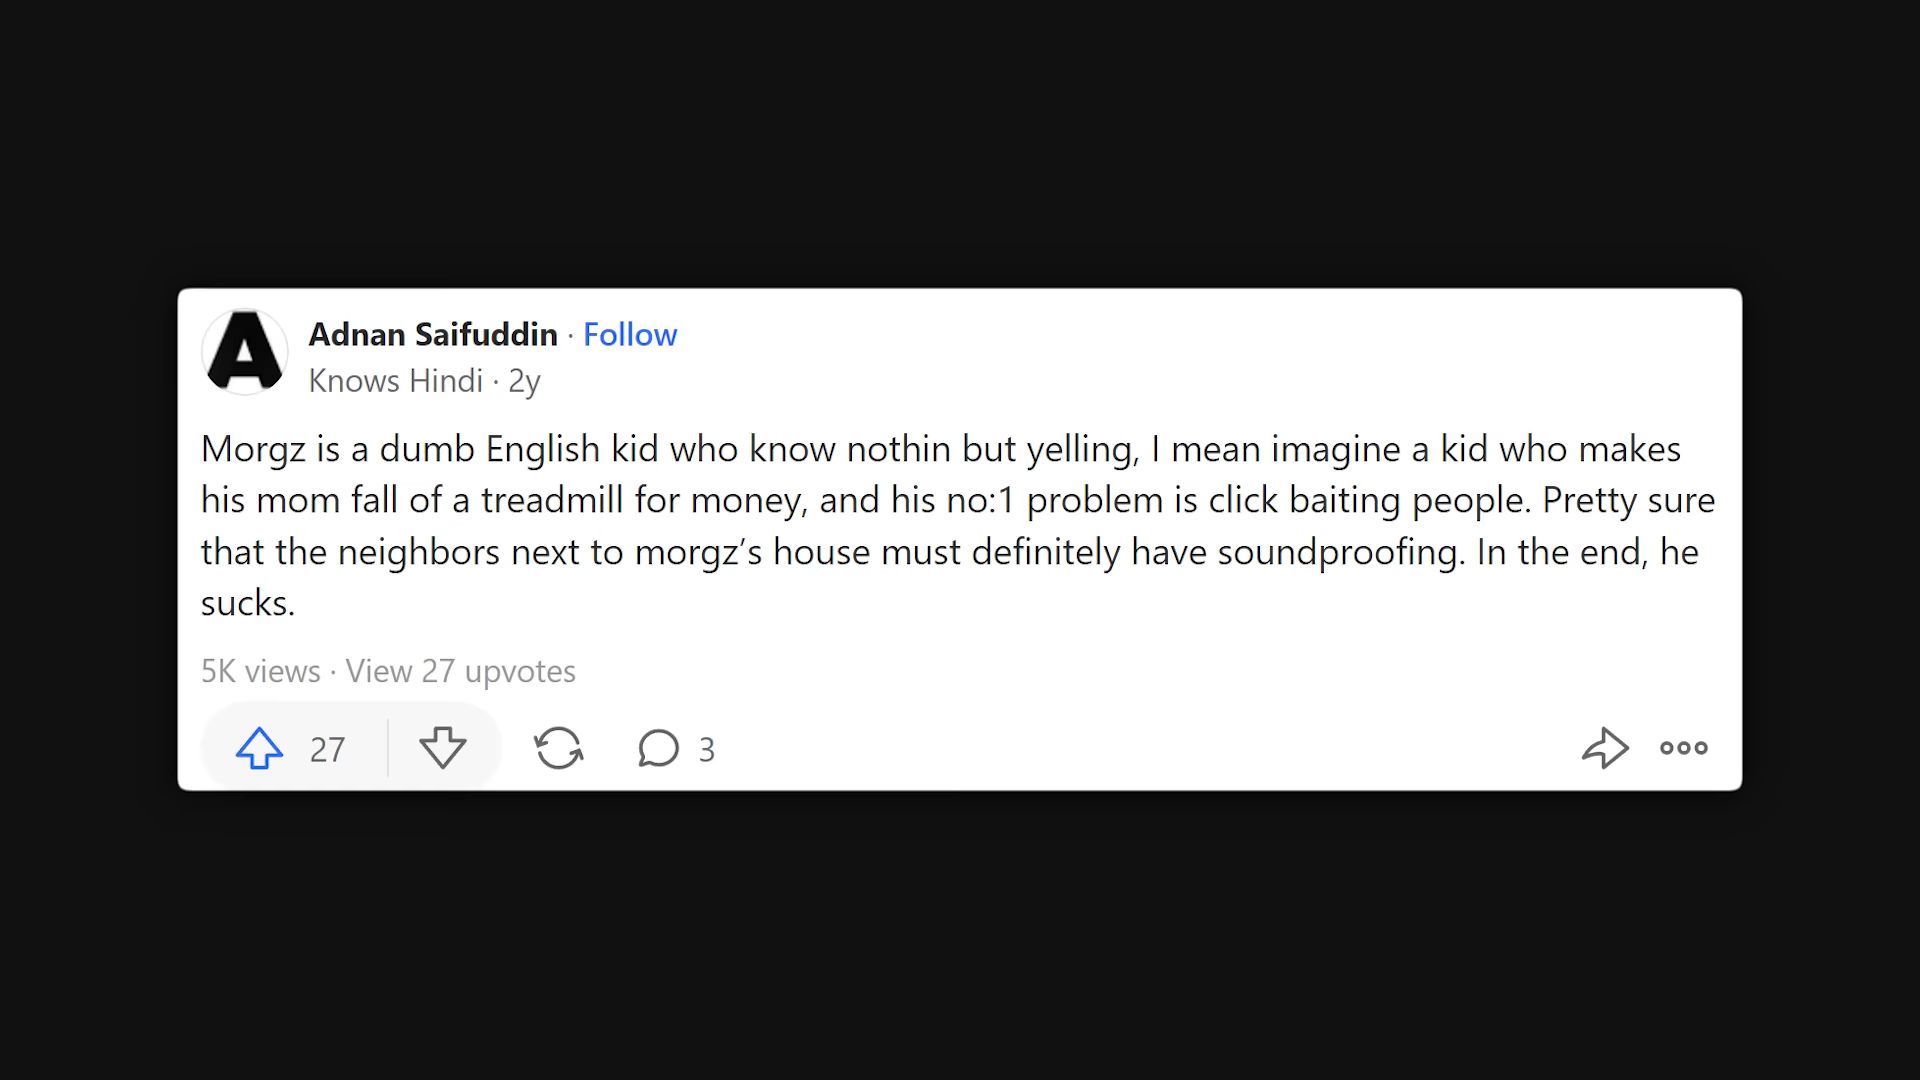 A
Adnan Saifuddin · Follow
Knows Hindi · 2y
Morgz is a dumb English kid who know nothin but yelling, I mean imagine a kid who makes
his mom fall of a treadmill for money, and his no:1 problem is click baiting people. Pretty sure
that the neighbors next to morgz’s house must definitely have soundproofing. In the end, he
sucks.
5K views · View 27 upvotes
27 3